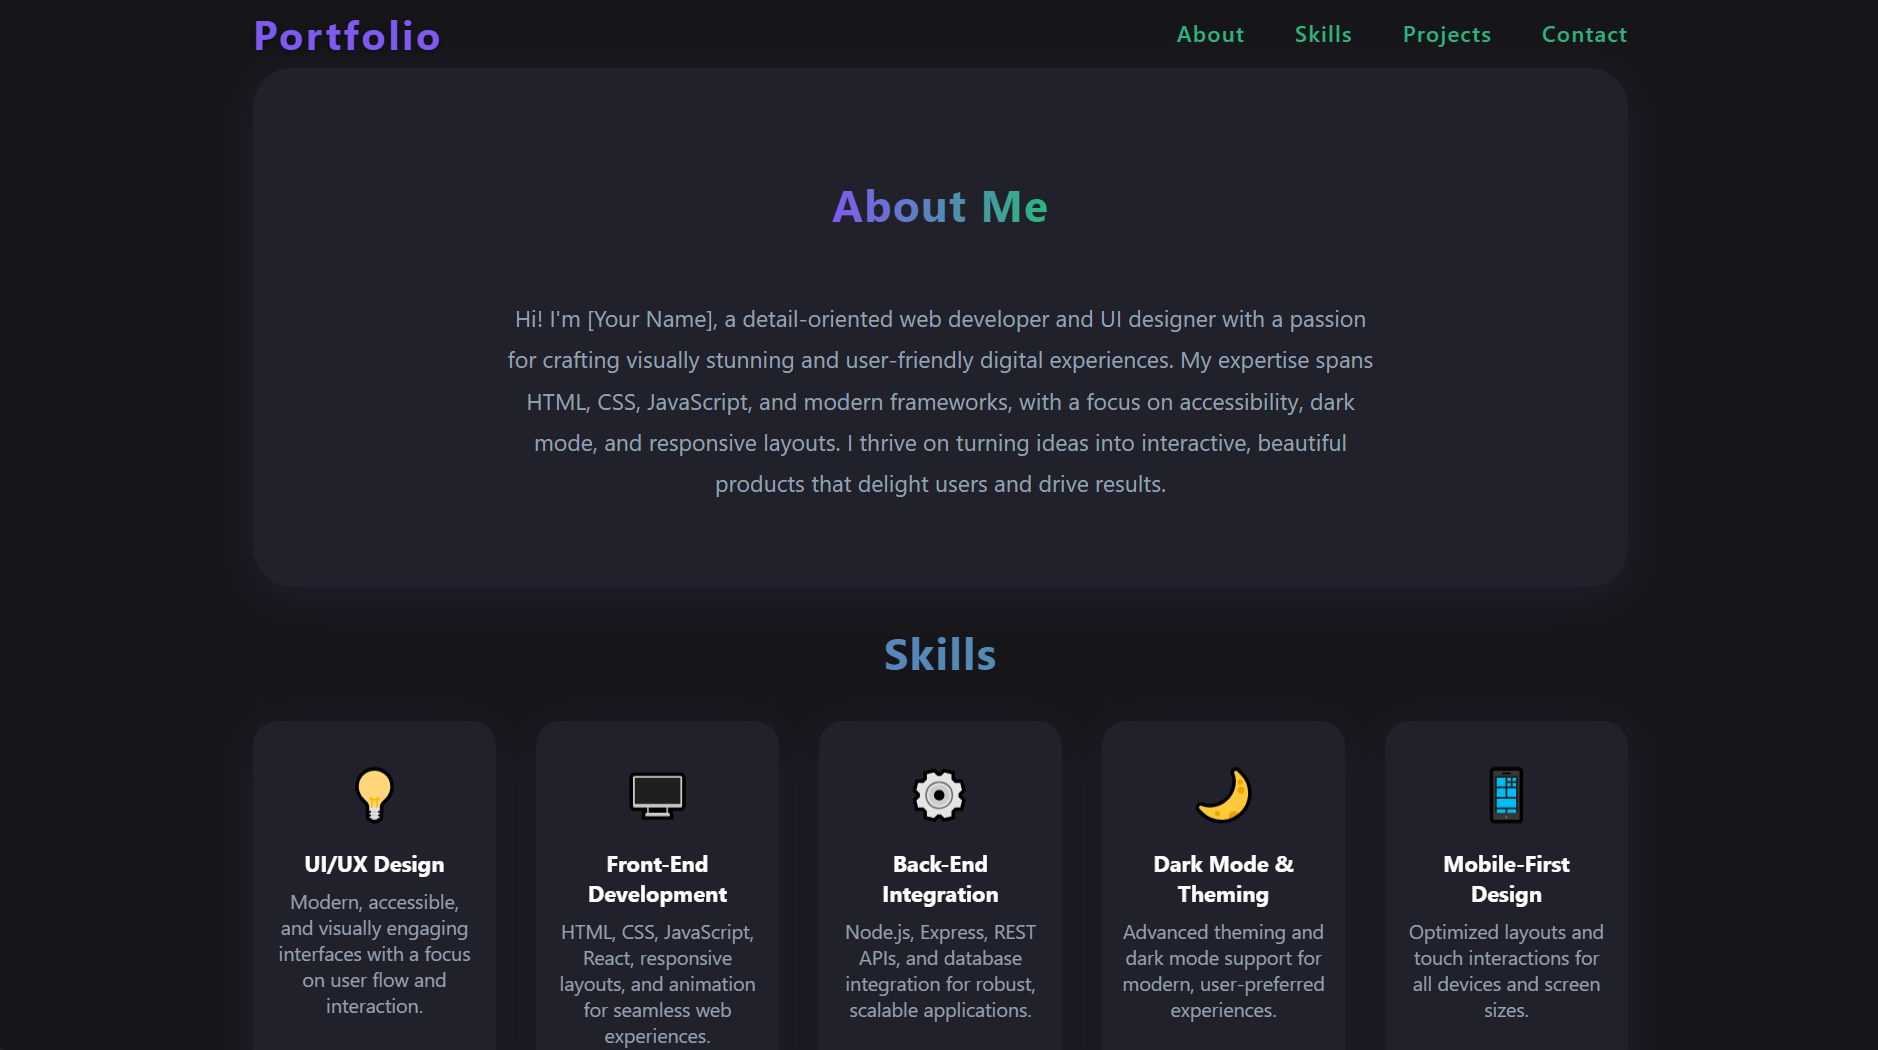 Portfolio
About Skills Projects Contact
About Me
Hi! I'm [Your Name], a detail-oriented web developer and UI designer with a passion
for crafting visually stunning and user-friendly digital experiences. My expertise spans
HTML, CSS, JavaScript, and modern frameworks, with a focus on accessibility, dark
mode, and responsive layouts. I thrive on turning ideas into interactive, beautiful
products that delight users and drive results.
Skills
UI/UX Design
Modern, accessible,
and visually engaging
interfaces with a focus
on user flow and
interaction.
Front-End
Development
HTML, CSS, JavaScript,
React, responsive
layouts, and animation
for seamless web
experiences.
Back-End
Integration
Node.js, Express, REST
APIs, and database
integration for robust,
scalable applications.
Dark Mode &
Theming
Advanced theming and
dark mode support for
modern, user-preferred
experiences.
Mobile-First
Design
Optimized layouts and
touch interactions for
all devices and screen
sizes.